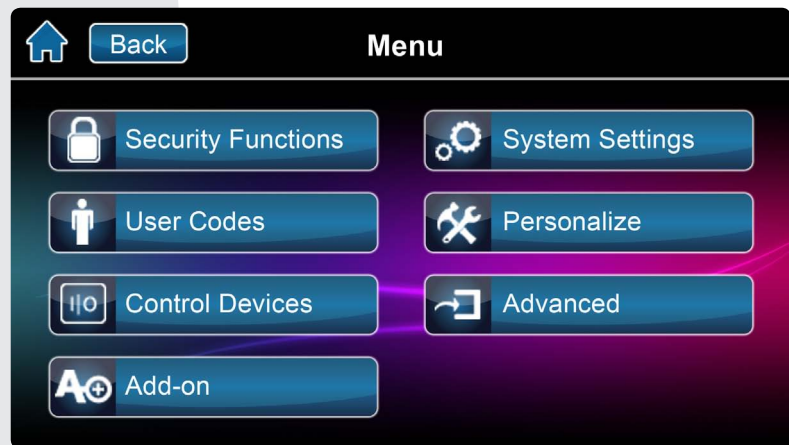 Back
Menu
Security Functions
System Settings
User Codes
Personalize
I|O
Control Devices
Advanced
A+
Add-on